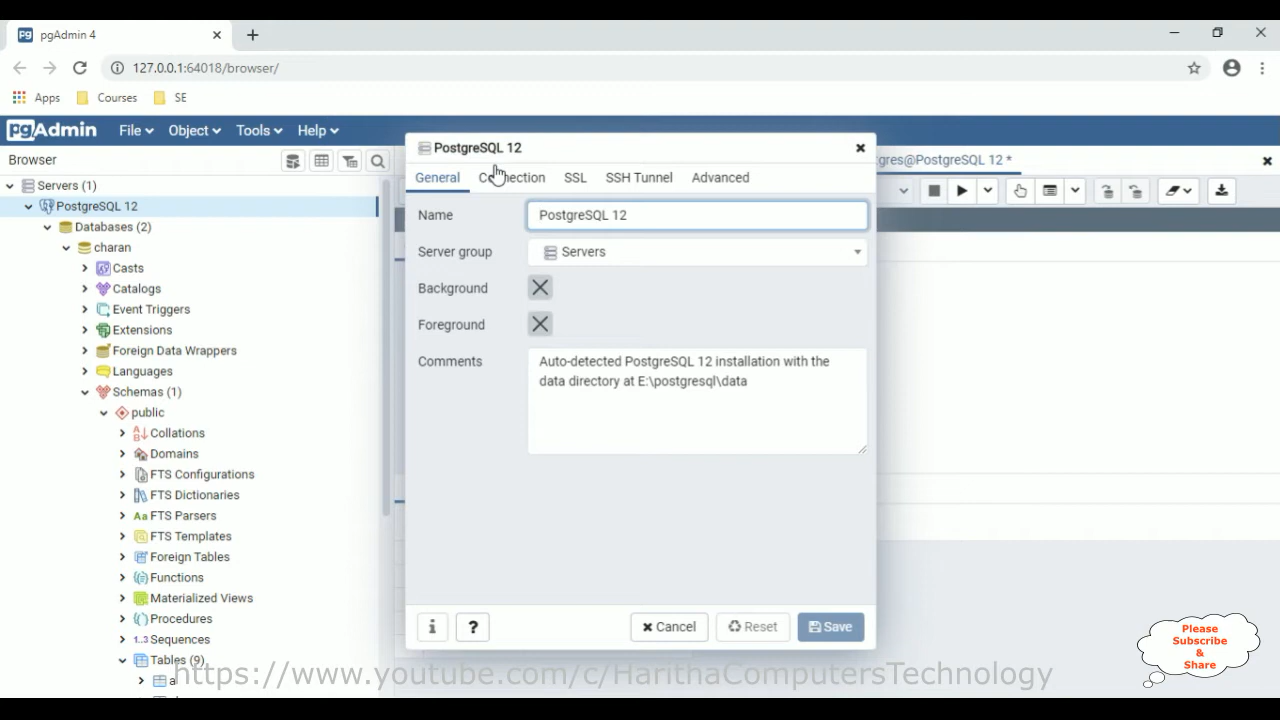 pgAdmin 4
127.0.0.1:64018/browser/
Apps
Courses
SE
pgAdmin
File
Object
Tools
Help
Browser
Servers (1)
PostgreSQL 12
Databases (2)
charan
Casts
Catalogs
Event Triggers
Extensions
Foreign Data Wrappers
Languages
Schemas (1)
public
Collations
Domains
FTS Configurations
FTS Dictionaries
Aa FTS Parsers
FTS Templates
Foreign Tables
Functions
Materialized Views
Procedures
1..3 Sequences
Tables (9)
a
gres@PostgreSQL 12 *
PostgreSQL 12
General
Connection
SSL
SSH Tunnel
Advanced
Name
PostgreSQL 12
Server group
Servers
Background
Foreground
Comments
Auto-detected PostgreSQL 12 installation with the
data directory at E:\postgresql\data
i
?
Cancel
Reset
Save
Please
Subscribe
&
Share
https://www.youtube.com/c/HarithaComputersTechnology